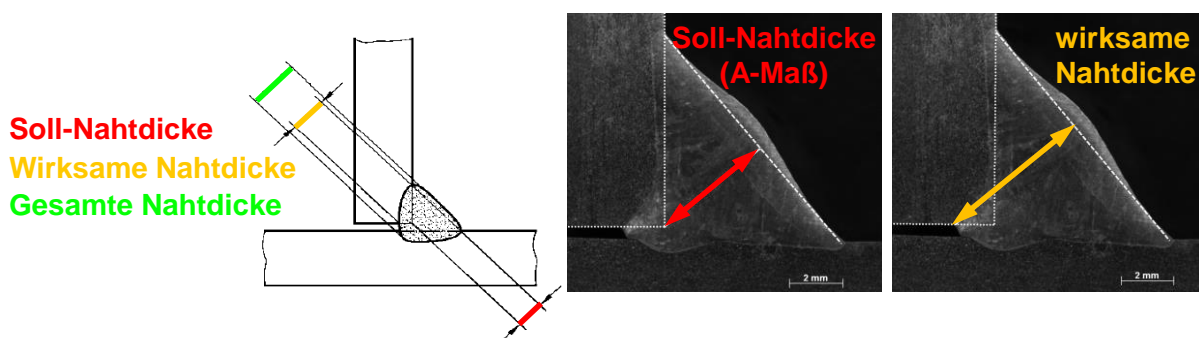 Soll-Nahtdicke
Wirksame Nahtdicke
Gesamte Nahtdicke
Soll-Nahtdicke
(A-Maß)
2 mm
wirksame
Nahtdicke
2 mm